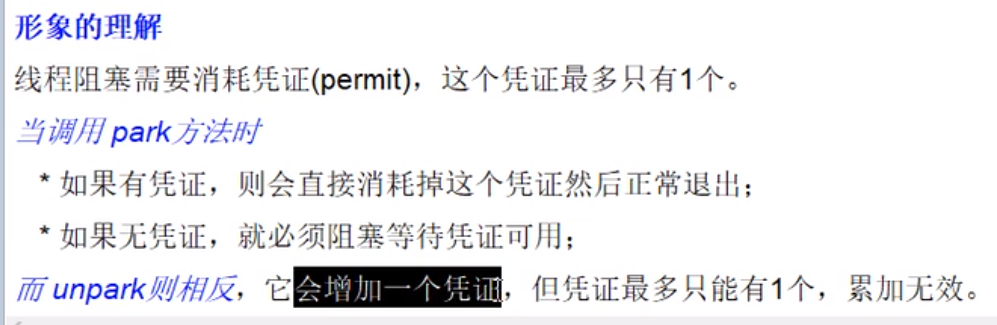 形象的理解
线程阻塞需要消耗凭证(permit)，这个凭证最多只有1个。
当调用 park方法时
* 如果有凭证，则会直接消耗掉这个凭证然后正常退出；
* 如果无凭证，就必须阻塞等待凭证可用；
而 unpark则相反，它会增加一个凭证，但凭证最多只能有1个，累加无效。